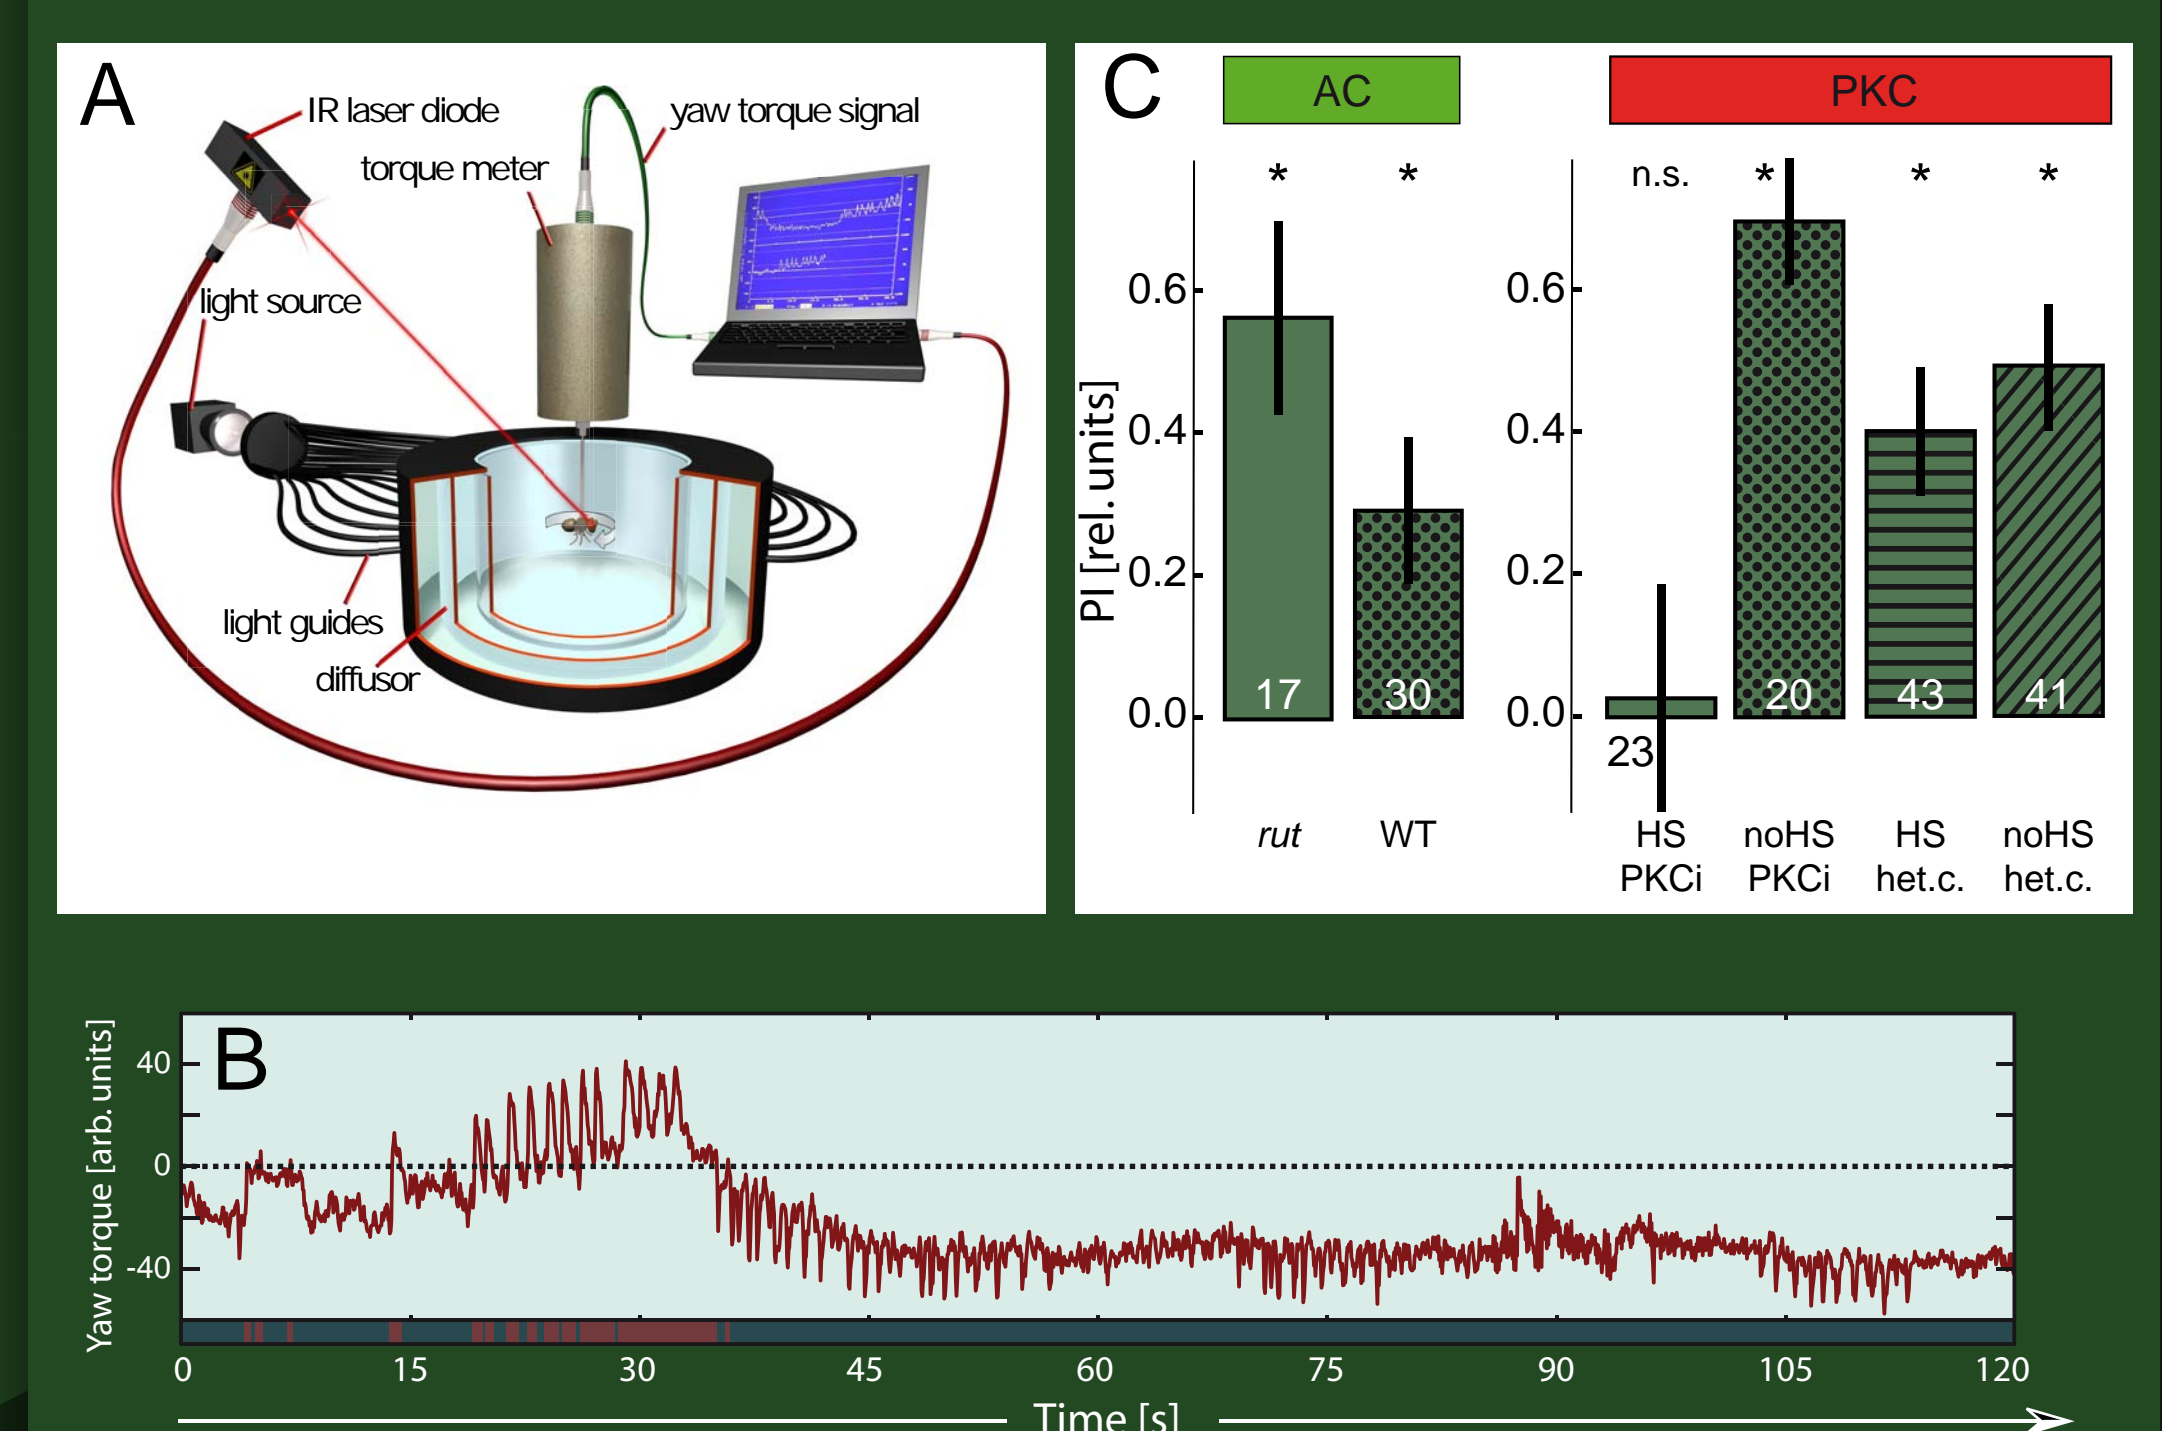 A
IR laser diode
yaw torque signal
torque meter
light source
light guides
diffusor
C
AC
PKC
* *
n.s. * * *
PI [rel. units]
0.6
0.4
0.2
0.0
0.6
0.4
0.2
0.0
17 30
23 20 43 41
rut WT
HS noHS HS noHS
PKCi PKCi het.c. het.c.
B
Yaw torque [arb. units]
40
0
-40
0 15 30 45 60 75 90 105 120
Time [s]